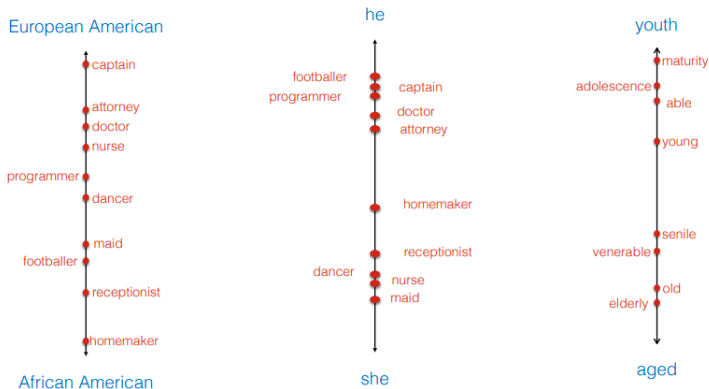 European American
captain
attorney
doctor
nurse
programmer
dancer
maid
footballer
receptionist
homemaker
African American
he
footballer
captain
programmer
doctor
attorney
homemaker
receptionist
dancer
nurse
maid
she
youth
maturity
adolescence
able
young
senile
venerable
old
elderly
aged